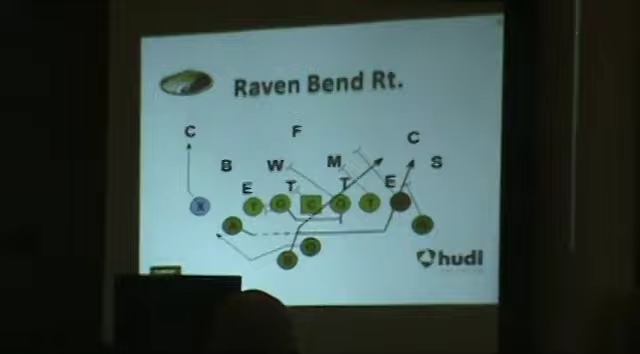 Raven Bend Rt.
C F C
B W M S
E T T E
X T G C G T
A
B Q
hudl